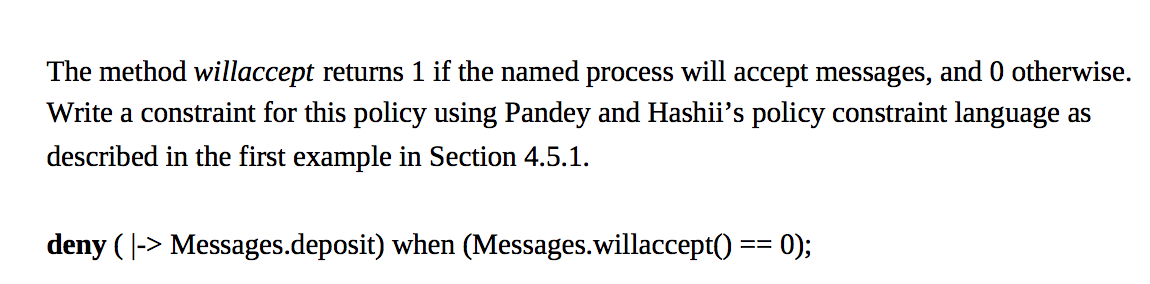 The method willaccept returns 1 if the named process will accept messages, and 0 otherwise.
Write a constraint for this policy using Pandey and Hashii’s policy constraint language as
described in the first example in Section 4.5.1.
deny ( |-> Messages.deposit) when (Messages.willaccept() == 0);